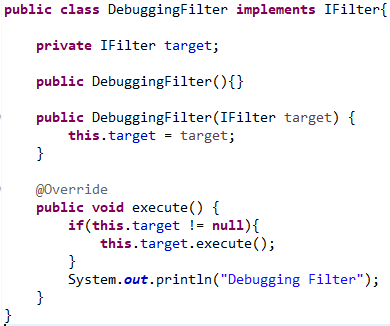 public class DebuggingFilter implements IFilter{
private IFilter target;
public DebuggingFilter(){}
public DebuggingFilter(IFilter target) {
this.target = target;
}
@Override
public void execute() {
if(this.target != null){
this.target.execute();
}
System.out.println("Debugging Filter");
}
}